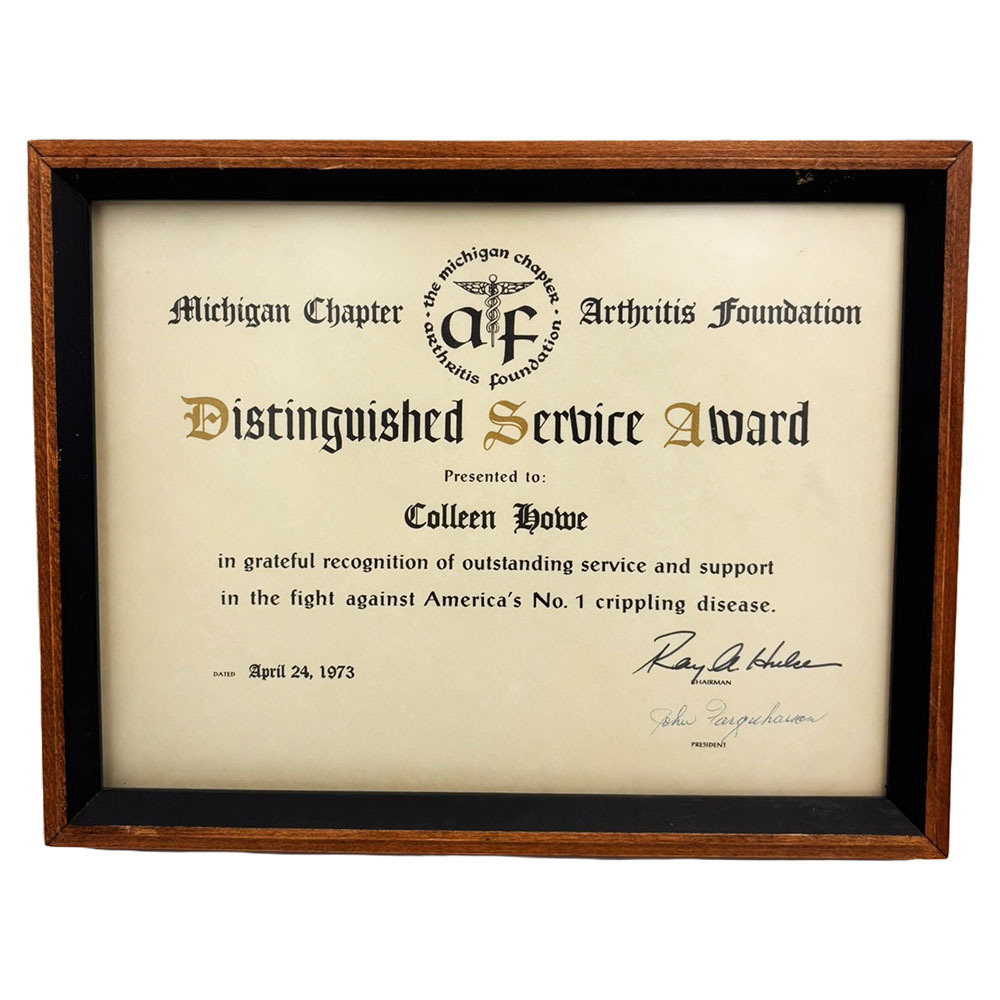 the michigan chapter
af
Michigan Chapter Arthritis Foundation
arthritis foundation
Distinguished Service Award
Presented to:
Colleen Howe
in grateful recognition of outstanding service and support
in the fight against America's No. 1 crippling disease.
DATED April 24, 1973
Ray A. Hulse
CHAIRMAN
John Farquharson
PRESIDENT